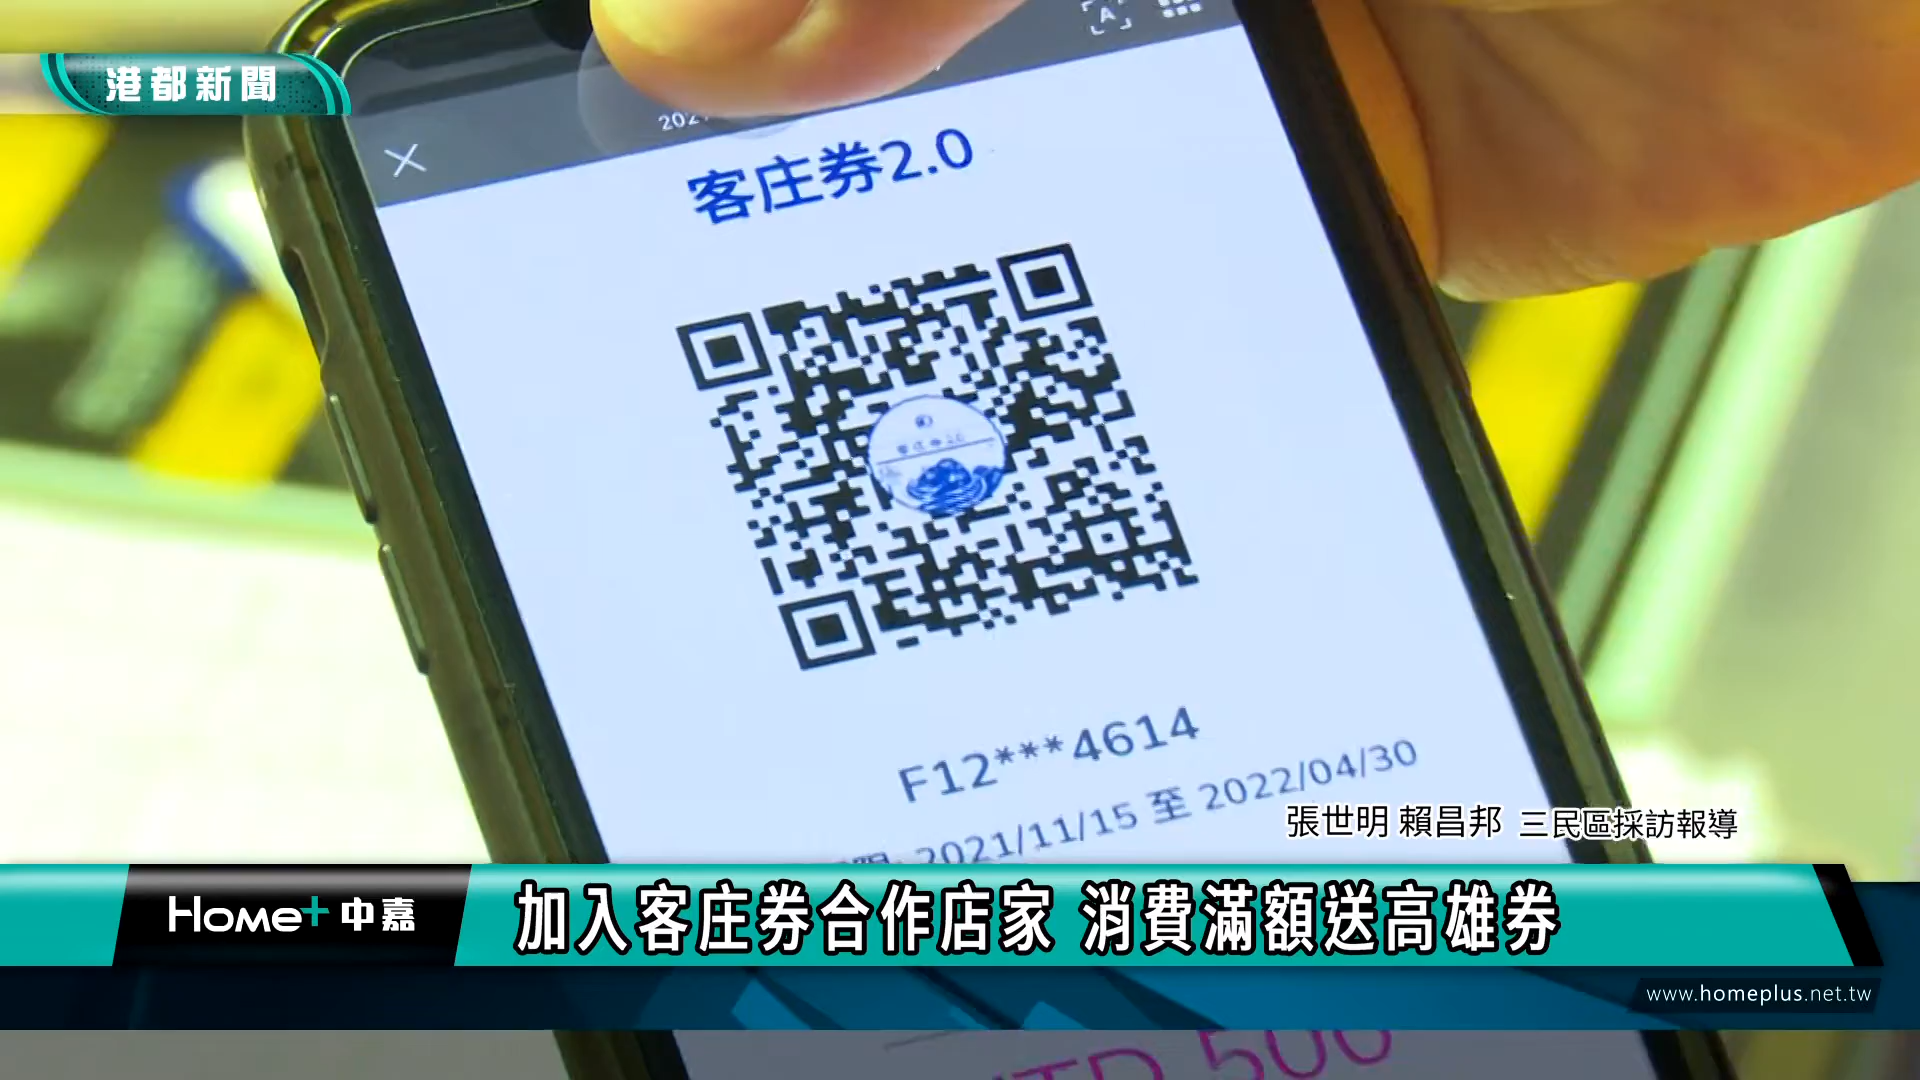 港都新聞
客庄券2.0
F12***4614
2021/11/15 至 2022/04/30
張世明 賴昌邦 三民區採訪報導
Home+ 中嘉
加入客庄券合作店家 消費滿額送高雄券
www.homeplus.net.tw